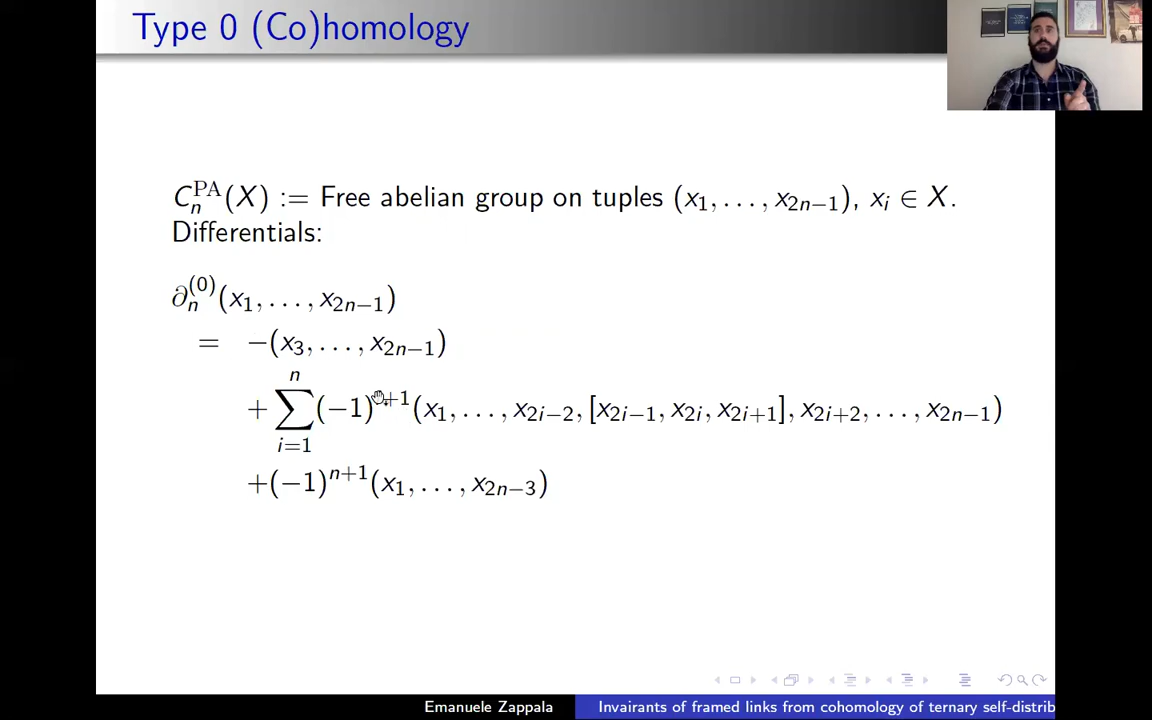 Type 0 (Co)homology
C_n^{PA}(X) := Free abelian group on tuples (x_1, . . . , x_{2n−1}), x_i ∈ X.
Differentials:
∂_n^{(0)}(x_1, . . . , x_{2n−1})
= −(x_3, . . . , x_{2n−1})
+ \sum_{i=1}^{n} (−1)^{+1}(x_1, . . . , x_{2i−2}, [x_{2i−1}, x_{2i}, x_{2i+1}], x_{2i+2}, . . . , x_{2n−1})
+(−1)^{n+1}(x_1, . . . , x_{2n−3})
Emanuele Zappala Invairants of framed links from cohomology of ternary self-distrib